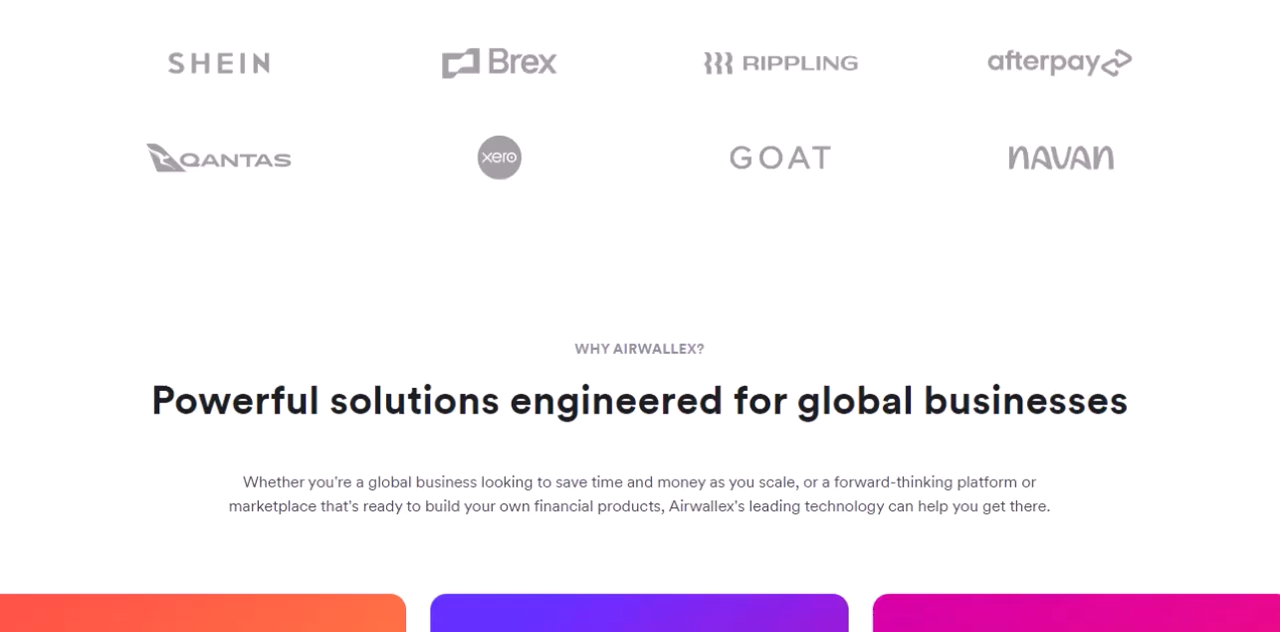 SHEIN
Brex
RIPPLING
afterpay
QANTAS
xero
GOAT
NAVAN
WHY AIRWALLEX?
Powerful solutions engineered for global businesses
Whether you're a global business looking to save time and money as you scale, or a forward-thinking platform or
marketplace that's ready to build your own financial products, Airwallex's leading technology can help you get there.